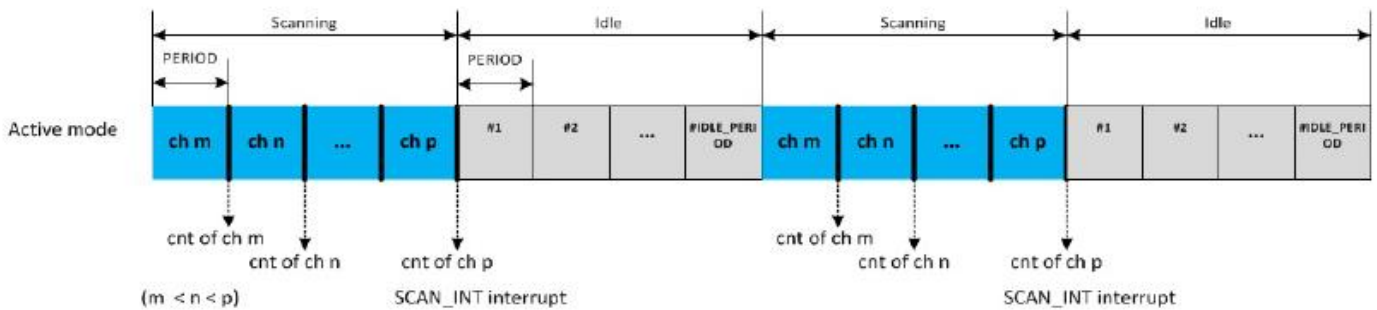 Scanning Idle Scanning Idle
PERIOD PERIOD
Active mode ch m ch n ... ch p #1 #2 ... #IDLE_PERI ch m ch n ... ch p #1 #2 ... #IDLE_PERI
OD OD
cnt of ch m cnt of ch m
cnt of ch n cnt of ch p cnt of ch n cnt of ch p
(m < n < p) SCAN_INT interrupt SCAN_INT interrupt